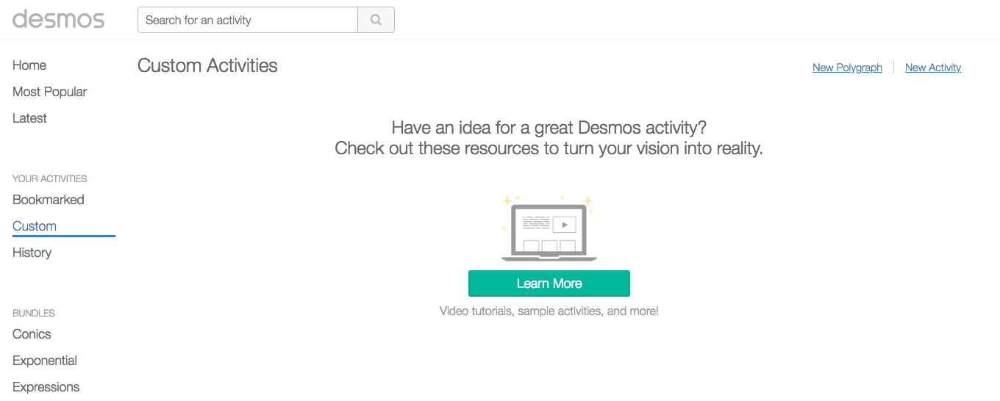 desmos
Search for an activity
Home
Most Popular
Latest
YOUR ACTIVITIES
Bookmarked
Custom
History
BUNDLES
Conics
Exponential
Expressions
Custom Activities
New Polygraph
New Activity
Have an idea for a great Desmos activity?
Check out these resources to turn your vision into reality.
Learn More
Video tutorials, sample activities, and more!